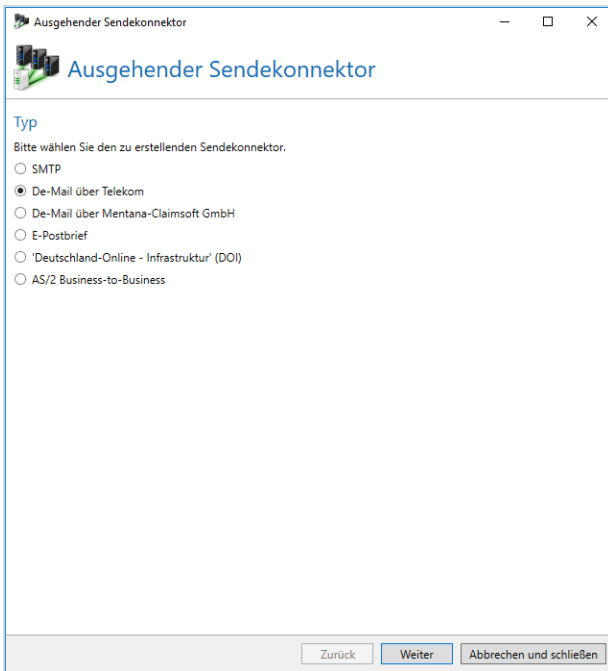 Ausgehender Sendekonnektor
Ausgehender Sendekonnektor
Typ
Bitte wählen Sie den zu erstellenden Sendekonnektor.
SMTP
De-Mail über Telekom
De-Mail über Mentana-Claimsoft GmbH
E-Postbrief
'Deutschland-Online - Infrastruktur' (DOI)
AS/2 Business-to-Business
Zurück Weiter Abbrechen und schließen